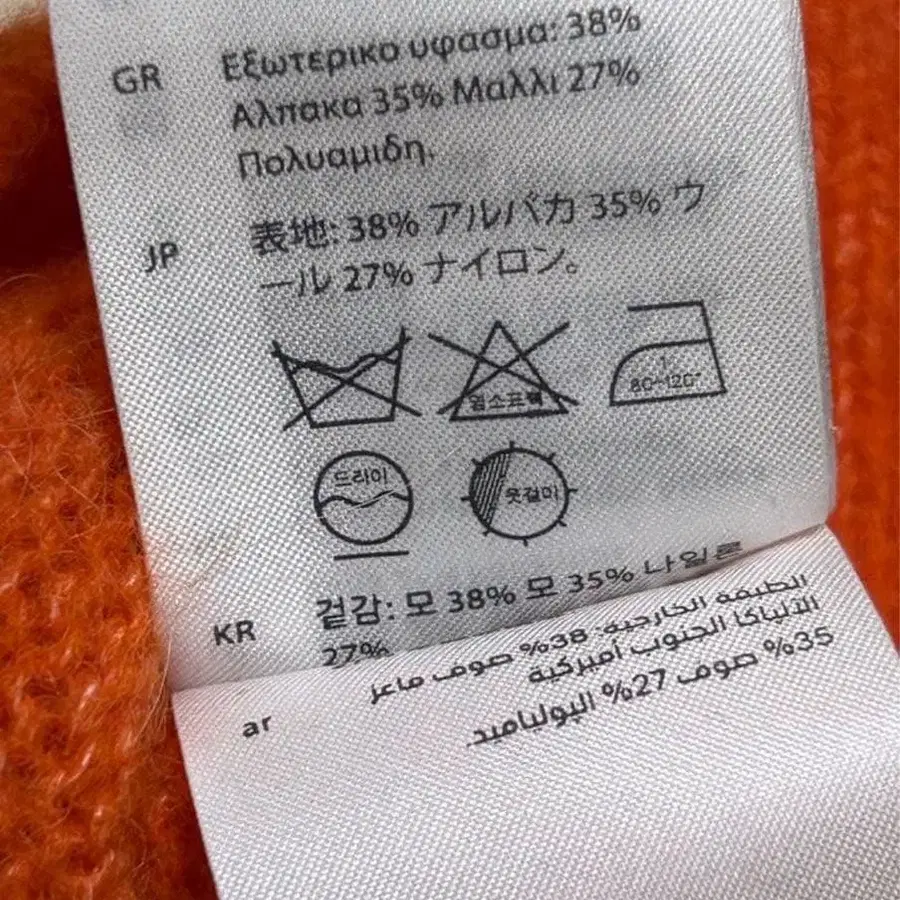 GR Εξωτερικο υφασμα: 38%
Αλπακα 35% Μαλλι 27%
Πολυαμιδη.
JP 表地: 38% アルパカ 35% ウ
ール 27% ナイロン。
염소표백
1
80~120°
드라이
옷걸이
KR 겉감: 모 38% 모 35% 나일론
27%
ar الطبقة الخارجية: 38% صوف ماعز
الألباكا الجنوب أميركية
35% صوف 27% البولياميد.